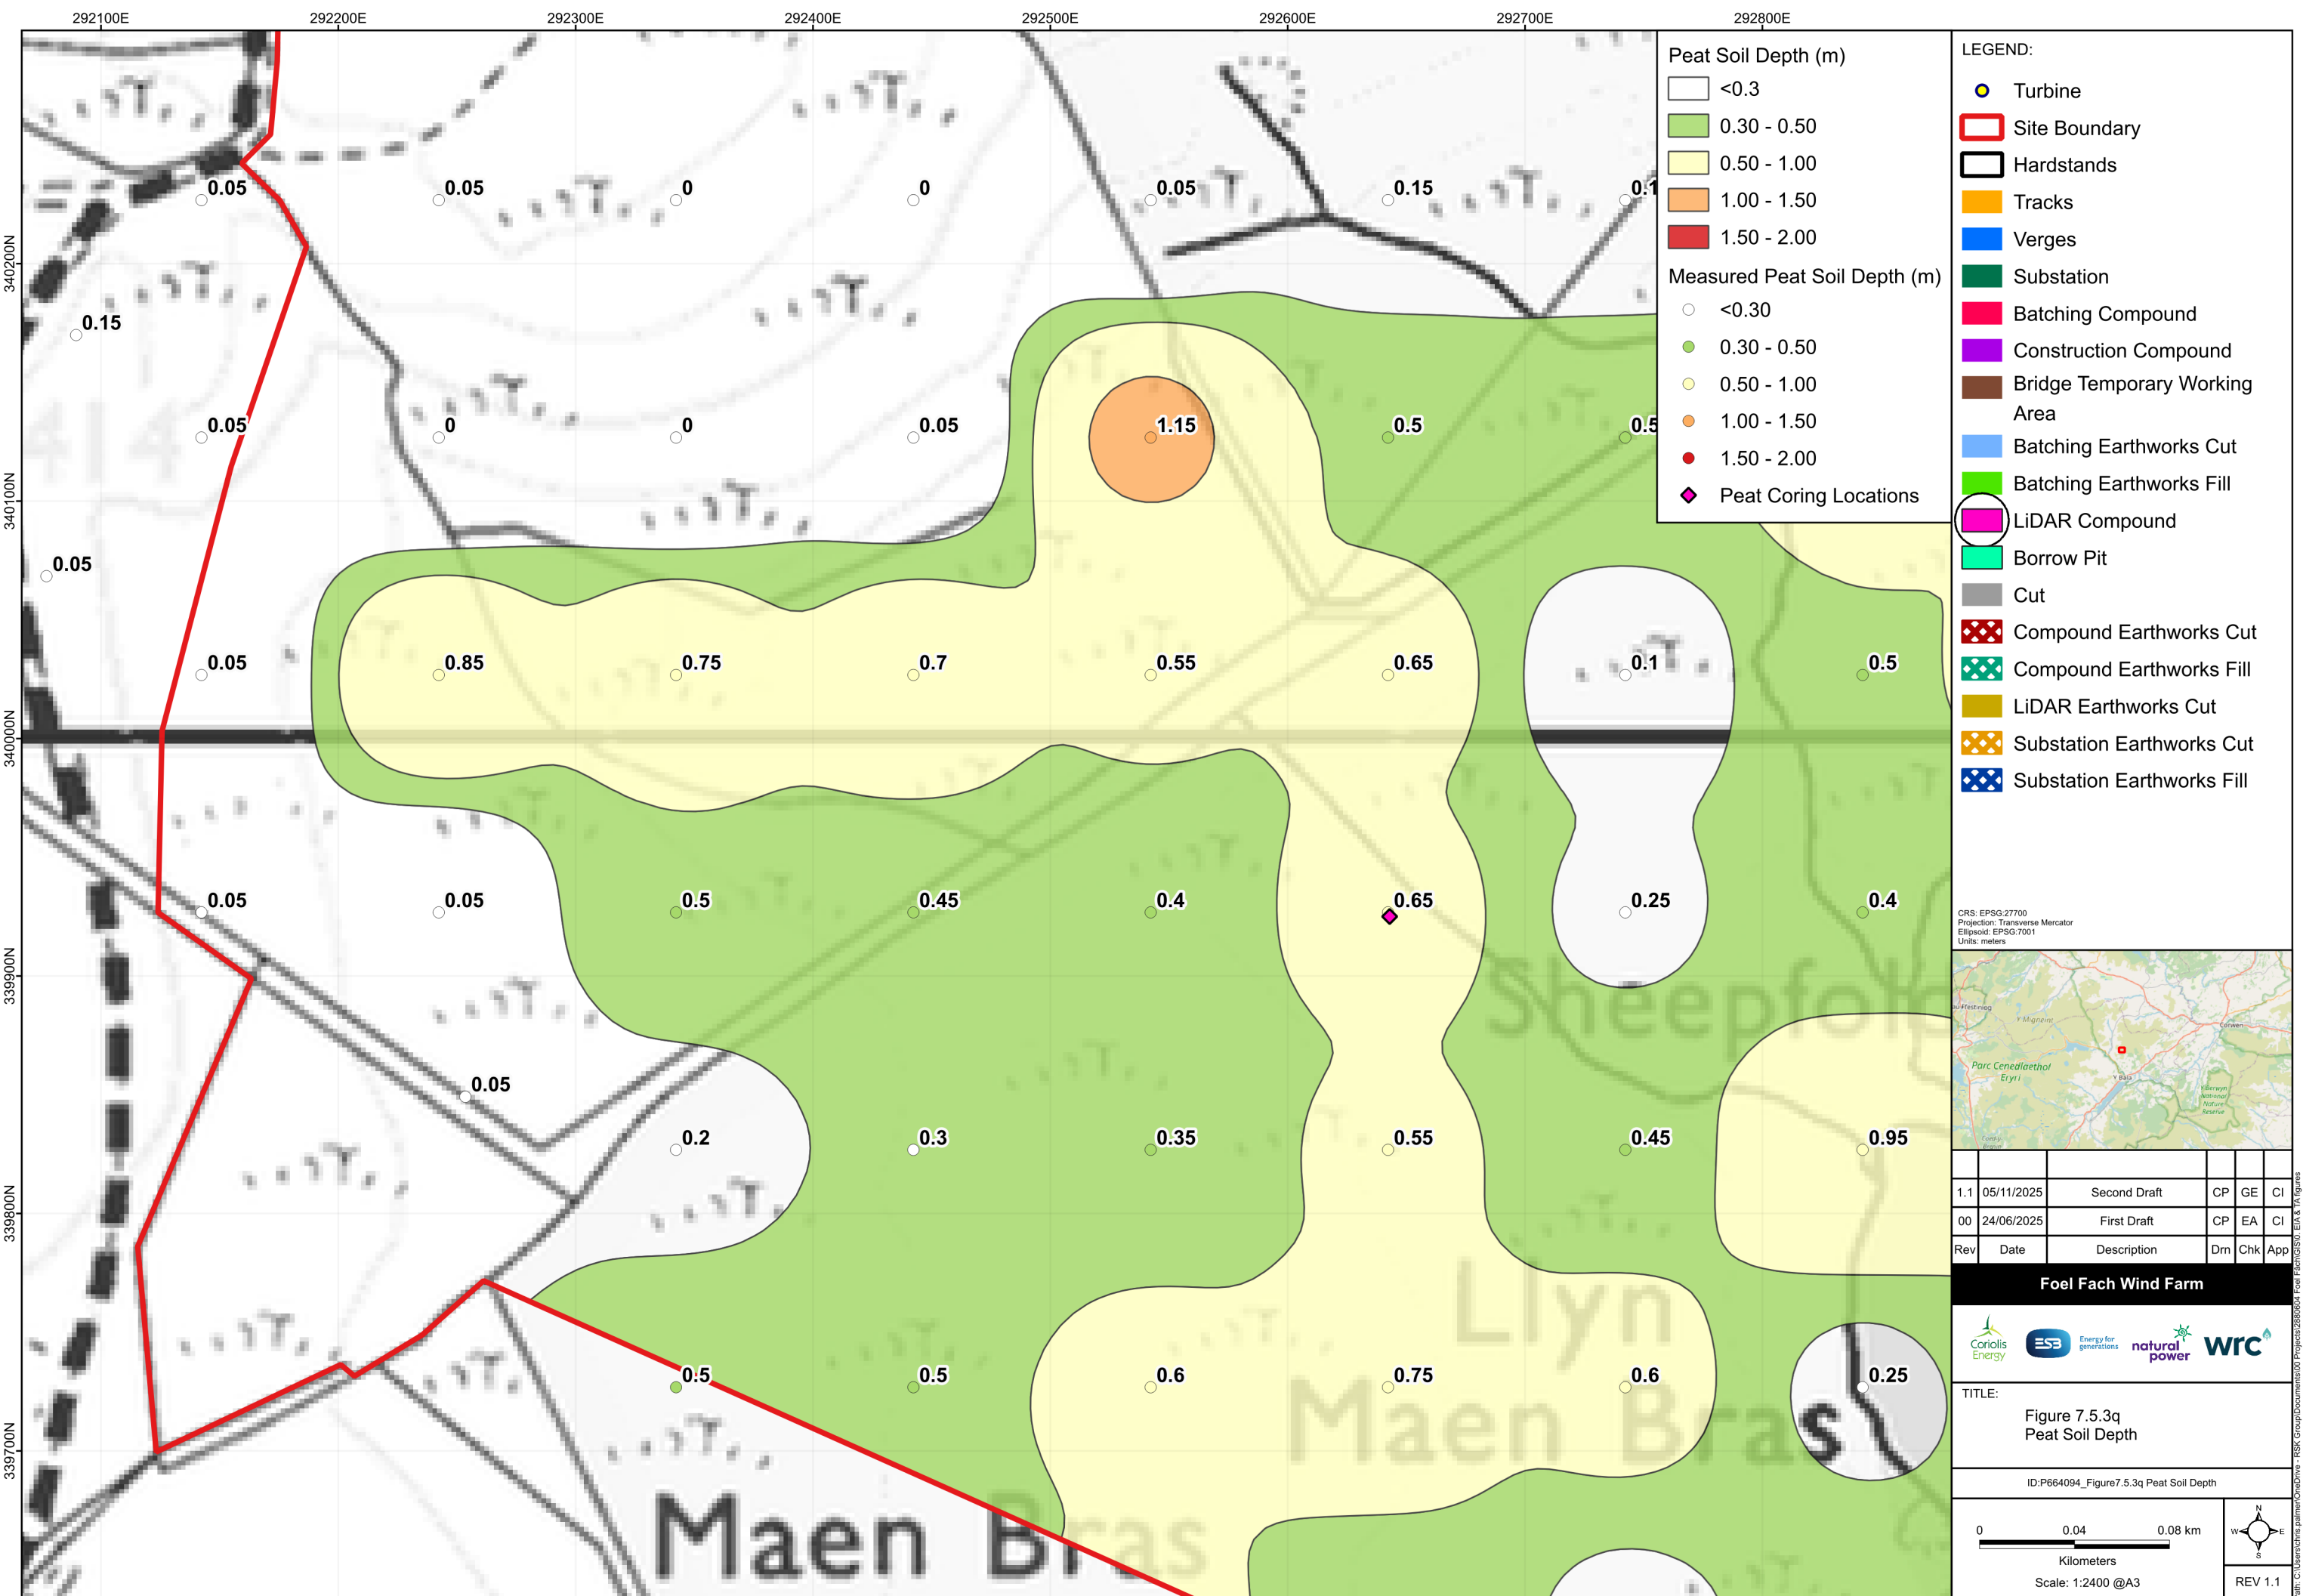 292100E 292200E 292300E 292400E 292500E 292600E 292700E 292800E
340200N
340100N
340000N
339900N
339800N
339700N
0.05 0.05 0 0 0.05 0.15
0.15
0.05 0 0 0.05 1.15 0.5
0.05
0.05 0.85 0.75 0.7 0.55 0.65 0.1 0.5
0.05 0.05 0.5 0.45 0.4 0.65 0.25 0.4
0.05
0.2 0.3 0.35 0.55 0.45 0.95
0.5 0.5 0.6 0.75 0.6 0.25
414
Sheepfold
Llyn
Maen Bras
Maen Bras
Peat Soil Depth (m)
<0.3
0.30 - 0.50
0.50 - 1.00
1.00 - 1.50
1.50 - 2.00
Measured Peat Soil Depth (m)
<0.30
0.30 - 0.50
0.50 - 1.00
1.00 - 1.50
1.50 - 2.00
Peat Coring Locations
LEGEND:
Turbine
Site Boundary
Hardstands
Tracks
Verges
Substation
Batching Compound
Construction Compound
Bridge Temporary Working
Area
Batching Earthworks Cut
Batching Earthworks Fill
LiDAR Compound
Borrow Pit
Cut
Compound Earthworks Cut
Compound Earthworks Fill
LiDAR Earthworks Cut
Substation Earthworks Cut
Substation Earthworks Fill
CRS: EPSG:27700
Projection: Transverse Mercator
Ellipsoid: EPSG:7001
Units: meters
Y Migneint
Corwen
Parc Cenedlaethol
Eryri
Y Bala
National
Nature
Reserve
1.1 05/11/2025 Second Draft CP GE CI
00 24/06/2025 First Draft CP EA CI
Rev Date Description Drn Chk App
Foel Fach Wind Farm
Coriolis
Energy
ESB
Energy for
generations
natural
power
wrc
TITLE:
Figure 7.5.3q
Peat Soil Depth
ID:P664094_Figure7.5.3q Peat Soil Depth
0 0.04 0.08 km
Kilometers
Scale: 1:2400 @A3
N
W E
S
REV 1.1